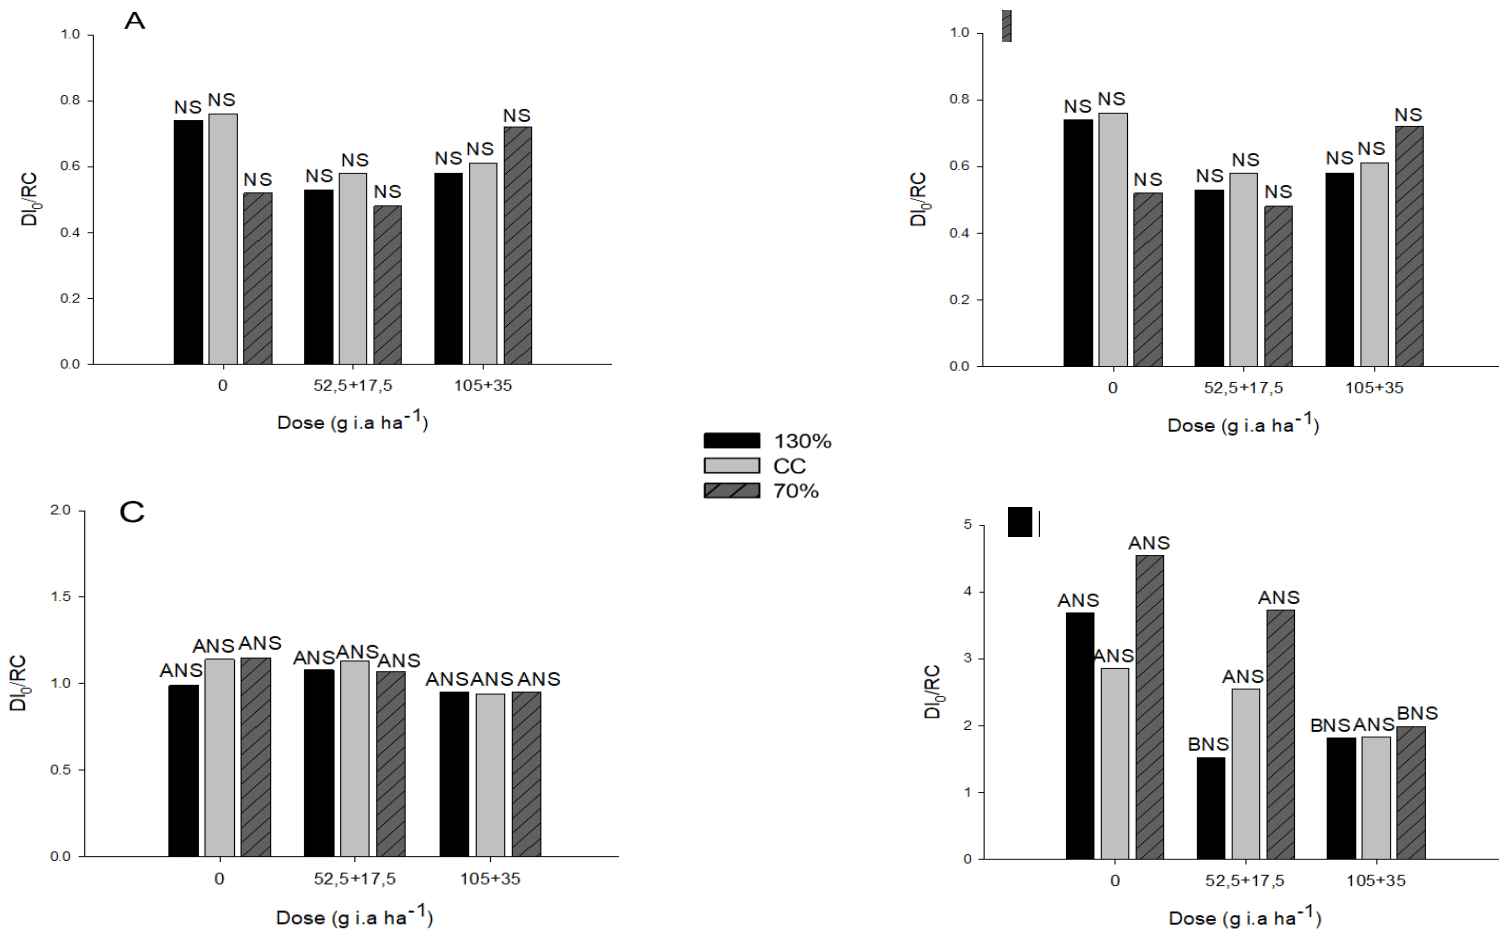 A
1.0
0.8
0.6
0.4
0.2
0.0
DI0/RC
NS NS NS
NS NS NS
NS NS NS
0 52,5+17,5 105+35
Dose (g i.a ha-1)
1.0
0.8
0.6
0.4
0.2
0.0
DI0/RC
NS NS NS
NS NS NS
NS NS NS
0 52,5+17,5 105+35
Dose (g i.a ha-1)
130%
CC
70%
C
2.0
1.5
1.0
0.5
0.0
DI0/RC
ANS ANS ANS
ANS ANS ANS
ANS ANS ANS
0 52,5+17,5 105+35
Dose (g i.a ha-1)
5
4
3
2
1
0
DI0/RC
ANS ANS ANS
BNS ANS ANS
BNS ANS BNS
0 52,5+17,5 105+35
Dose (g i.a ha-1)